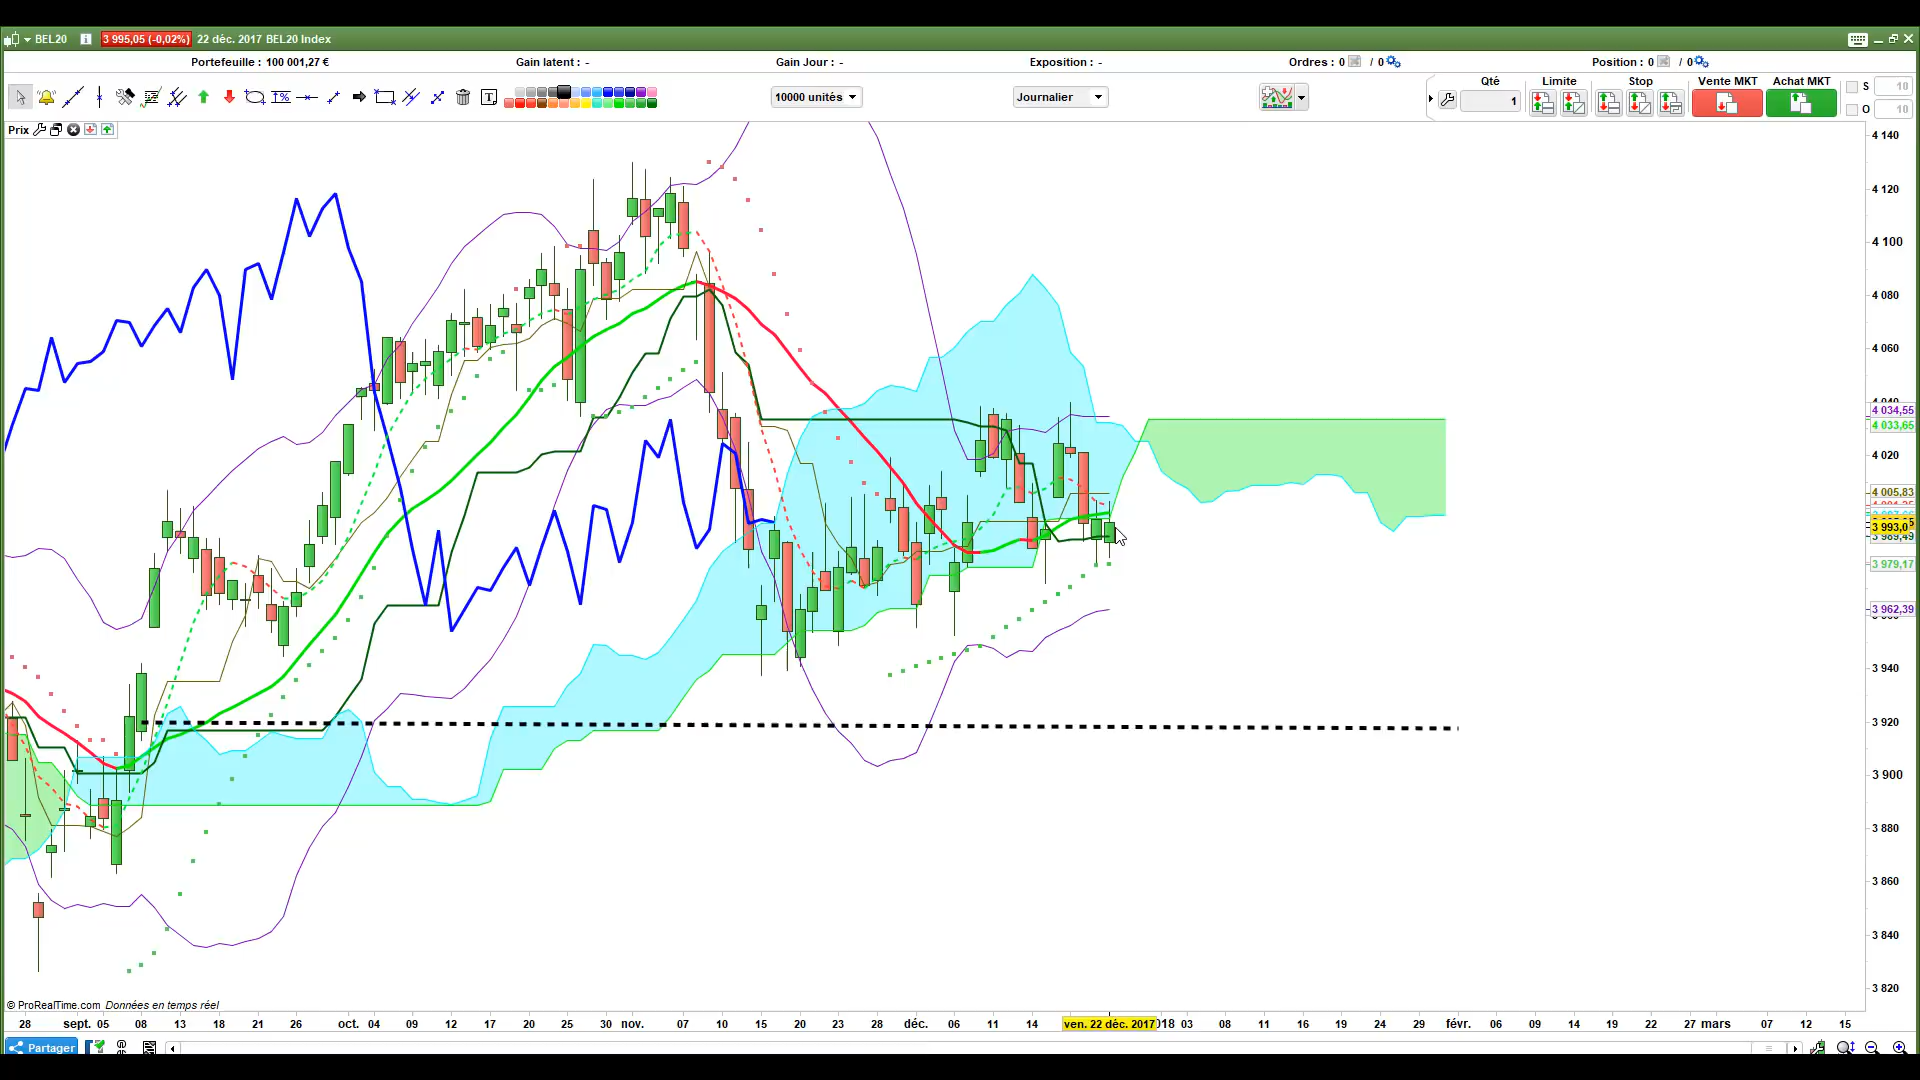 BEL20 i 3 995,05 (-0,02%) 22 déc. 2017 BEL20 Index
Portefeuille : 100 001,27 € Gain latent : - Gain Jour : - Exposition : - Ordres : 0 / 0 Position : 0 / 0
Qté Limite Stop Vente MKT Achat MKT S 10
10000 unités Journalier 1 O 10
Prix
4 140
4 120
4 100
4 080
4 060
4 034,55
4 033,65
4 020
4 005,83
3 993,0
3 989,49
3 979,17
3 962,39
3 940
3 920
3 900
3 880
3 860
3 840
3 820
© ProRealTime.com Données en temps réel
28 sept. 05 08 13 18 21 26 oct. 04 09 12 17 20 25 30 nov. 07 10 15 20 23 28 déc. 06 11 14 ven. 22 déc. 2017 018 03 08 11 16 19 24 29 févr. 06 09 14 19 22 27 mars 07 12 15
Partager